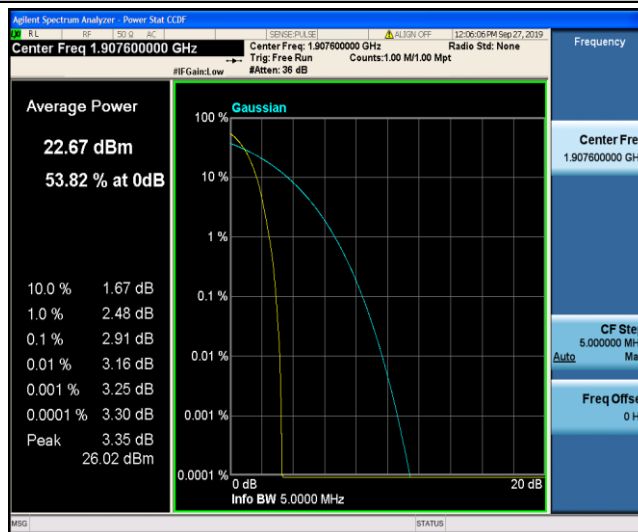 Agilent Spectrum Analyzer - Power Stat CCDF
RL RF 50 Ω AC SENSE:PULSE ALIGN OFF 12:06:06 PM Sep 27, 2019
Center Freq 1.907600000 GHz
Center Freq: 1.907600000 GHz Radio Std: None
Trig: Free Run Counts:1.00 M/1.00 Mpt
#IFGain:Low #Atten: 36 dB
Frequency
Average Power
22.67 dBm
53.82 % at 0dB
10.0 % 1.67 dB
1.0 % 2.48 dB
0.1 % 2.91 dB
0.01 % 3.16 dB
0.001 % 3.25 dB
0.0001 % 3.30 dB
Peak 3.35 dB
26.02 dBm
Gaussian
100 %
10 %
1 %
0.1 %
0.01 %
0.001 %
0.0001 %
0 dB 20 dB
Info BW 5.0000 MHz
Center Fre
1.907600000 GH
CF Ste
5.000000 MH
Auto Ma
Freq Offse
0 H
MSG STATUS